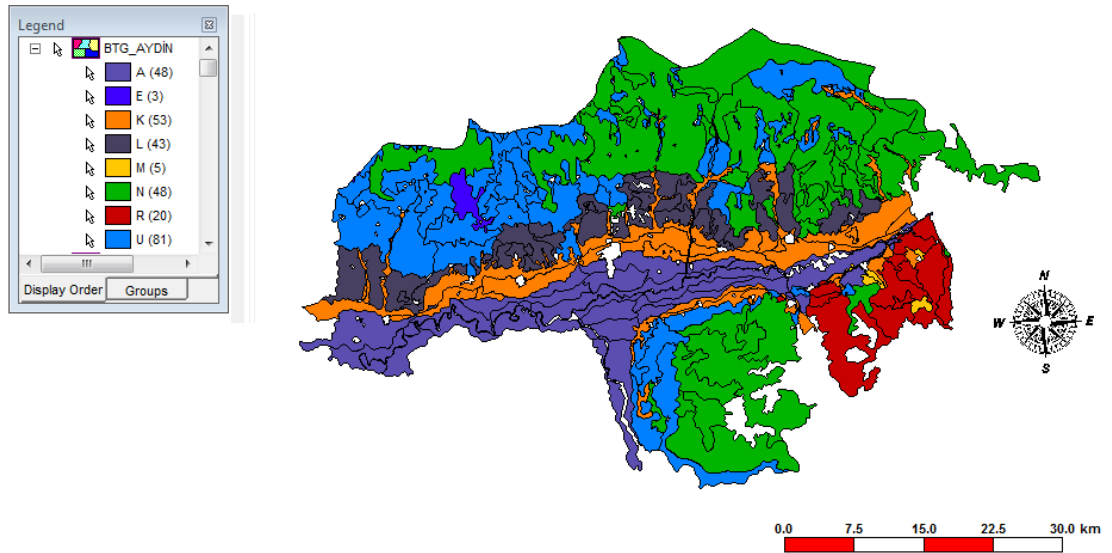 Legend
BTG_AYDİN
A (48)
E (3)
K (53)
L (43)
M (5)
N (48)
R (20)
U (81)
Display Order Groups
N
W E
S
0.0 7.5 15.0 22.5 30.0 km